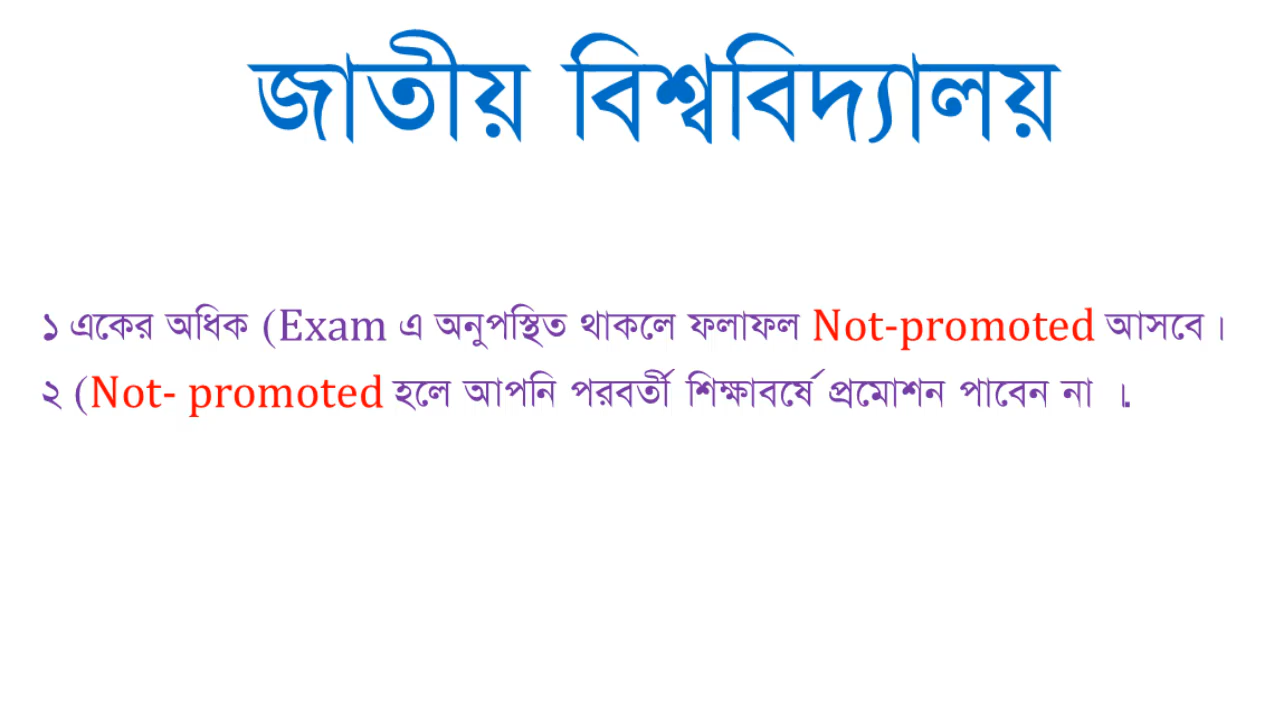 জাতীয় বিশ্ববিদ্যালয়
১ একের অধিক (Exam এ অনুপস্থিত থাকলে ফলাফল Not-promoted আসবে।
২ (Not- promoted হলে আপনি পরবর্তী শিক্ষাবর্ষে প্রমোশন পাবেন না ।.